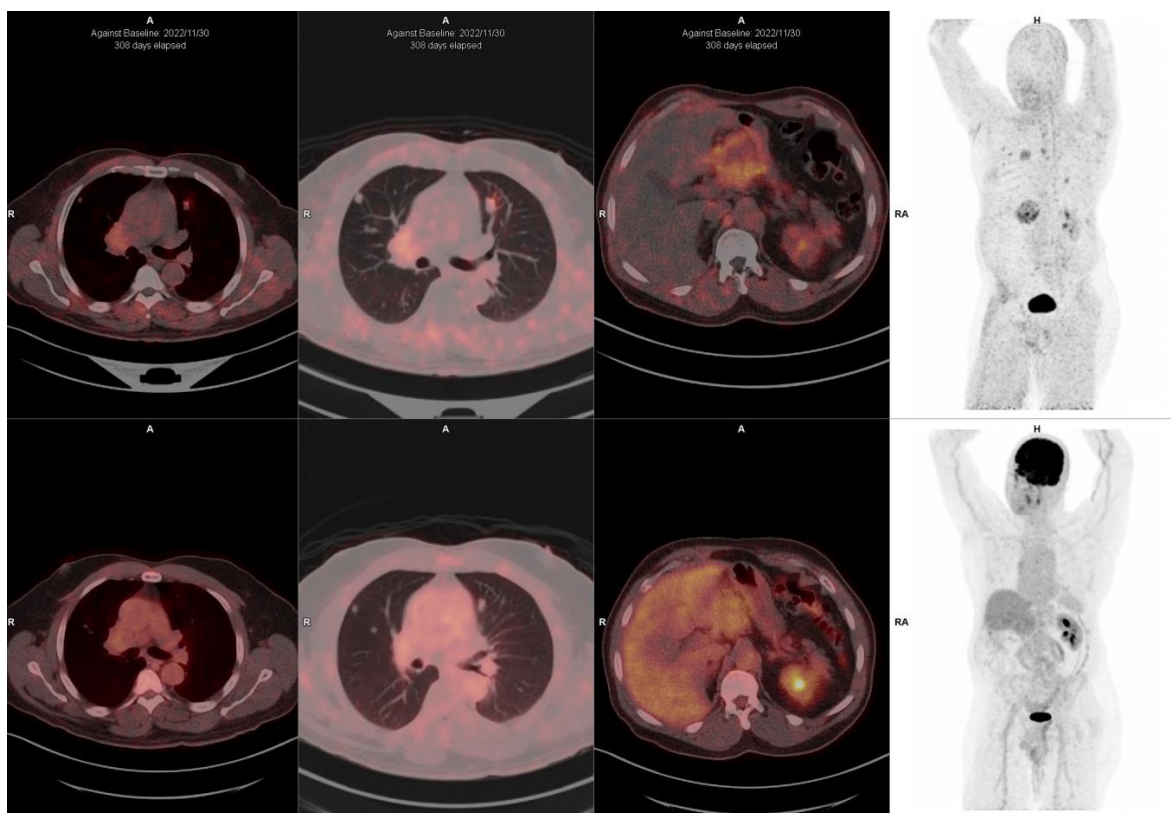 A
Against Baseline: 2022/11/30
308 days elapsed
R
A
Against Baseline: 2022/11/30
308 days elapsed
R
A
Against Baseline: 2022/11/30
308 days elapsed
R
H
RA
A
R
A
R
A
R
H
RA